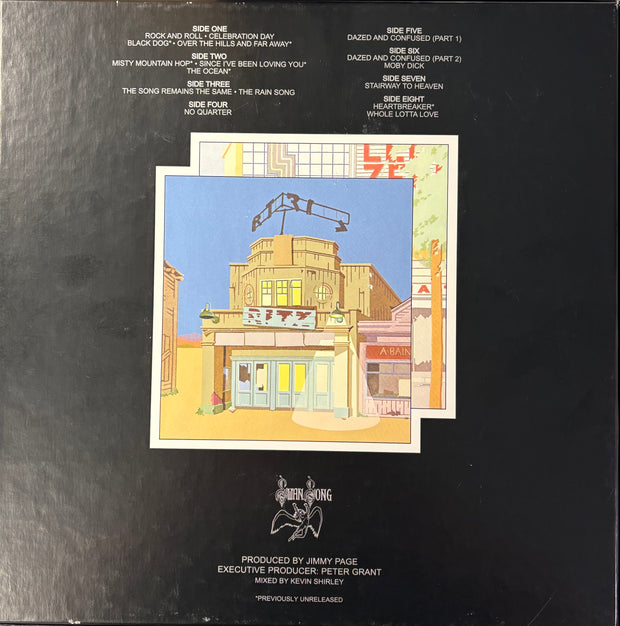 SIDE ONE
ROCK AND ROLL • CELEBRATION DAY
BLACK DOG* • OVER THE HILLS AND FAR AWAY*
SIDE TWO
MISTY MOUNTAIN HOP* • SINCE I'VE BEEN LOVING YOU*
THE OCEAN*
SIDE THREE
THE SONG REMAINS THE SAME • THE RAIN SONG
SIDE FOUR
NO QUARTER
SIDE FIVE
DAZED AND CONFUSED (PART 1)
SIDE SIX
DAZED AND CONFUSED (PART 2)
MOBY DICK
SIDE SEVEN
STAIRWAY TO HEAVEN
SIDE EIGHT
HEARTBREAKER*
WHOLE LOTTA LOVE
RITZ
A·BAIN
A
SWAN SONG
PRODUCED BY JIMMY PAGE
EXECUTIVE PRODUCER: PETER GRANT
MIXED BY KEVIN SHIRLEY
*PREVIOUSLY UNRELEASED